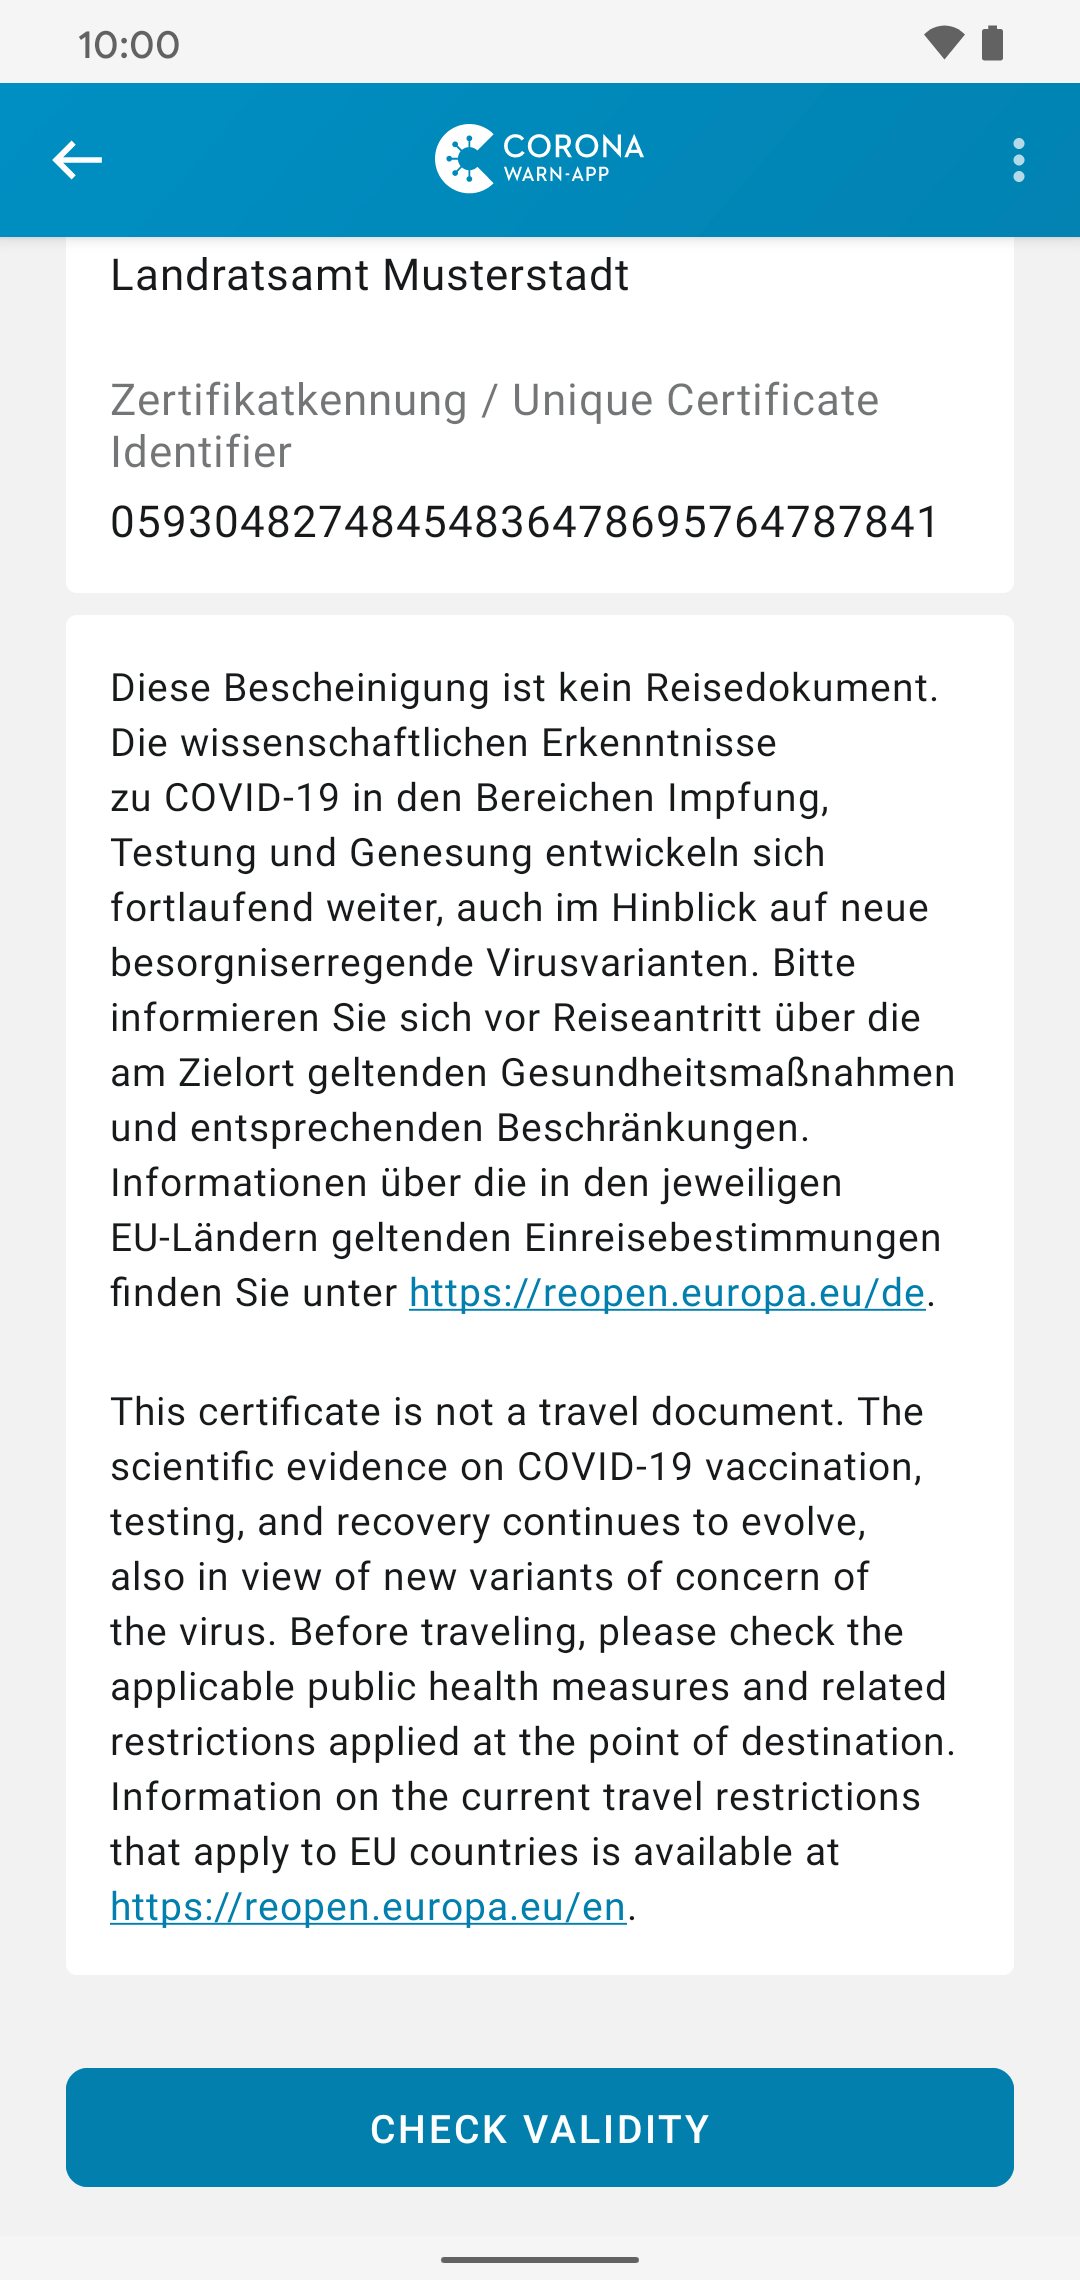 10:00
CORONA
WARN-APP
Landratsamt Musterstadt
Zertifikatkennung / Unique Certificate
Identifier
05930482748454836478695764787841
Diese Bescheinigung ist kein Reisedokument.
Die wissenschaftlichen Erkenntnisse
zu COVID-19 in den Bereichen Impfung,
Testung und Genesung entwickeln sich
fortlaufend weiter, auch im Hinblick auf neue
besorgniserregende Virusvarianten. Bitte
informieren Sie sich vor Reiseantritt über die
am Zielort geltenden Gesundheitsmaßnahmen
und entsprechenden Beschränkungen.
Informationen über die in den jeweiligen
EU-Ländern geltenden Einreisebestimmungen
finden Sie unter https://reopen.europa.eu/de.
This certificate is not a travel document. The
scientific evidence on COVID-19 vaccination,
testing, and recovery continues to evolve,
also in view of new variants of concern of
the virus. Before traveling, please check the
applicable public health measures and related
restrictions applied at the point of destination.
Information on the current travel restrictions
that apply to EU countries is available at
https://reopen.europa.eu/en.
CHECK VALIDITY